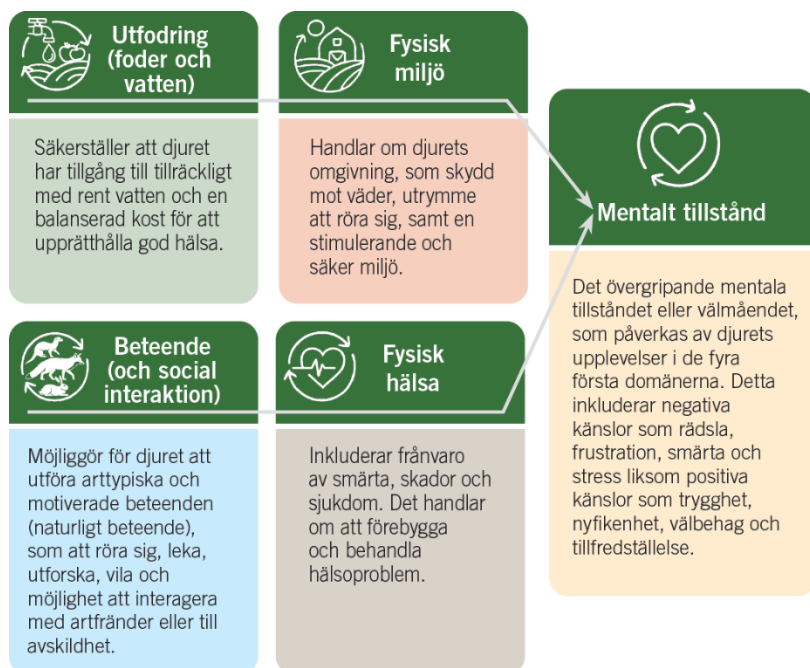 Utfodring
(foder och
vatten)
Säkerställer att djuret
har tillgång till tillräckligt
med rent vatten och en
balanserad kost för att
upprätthålla god hälsa.
Fysisk
miljö
Handlar om djurets
omgivning, som skydd
mot väder, utrymme
att röra sig, samt en
stimulerande och
säker miljö.
Beteende
(och social
interaktion)
Möjliggör för djuret att
utföra arttypiska och
motiverade beteenden
(naturligt beteende),
som att röra sig, leka,
utforska, vila och
möjlighet att interagera
med artfränder eller till
avskildhet.
Fysisk
hälsa
Inkluderar frånvaro
av smärta, skador och
sjukdom. Det handlar
om att förebygga
och behandla
hälsoproblem.
Mentalt tillstånd
Det övergripande mentala
tillståndet eller välmåendet,
som påverkas av djurets
upplevelser i de fyra
första domänerna. Detta
inkluderar negativa
känslor som rädsla,
frustration, smärta och
stress liksom positiva
känslor som trygghet,
nyfikenhet, välbehag och
tillfredställelse.